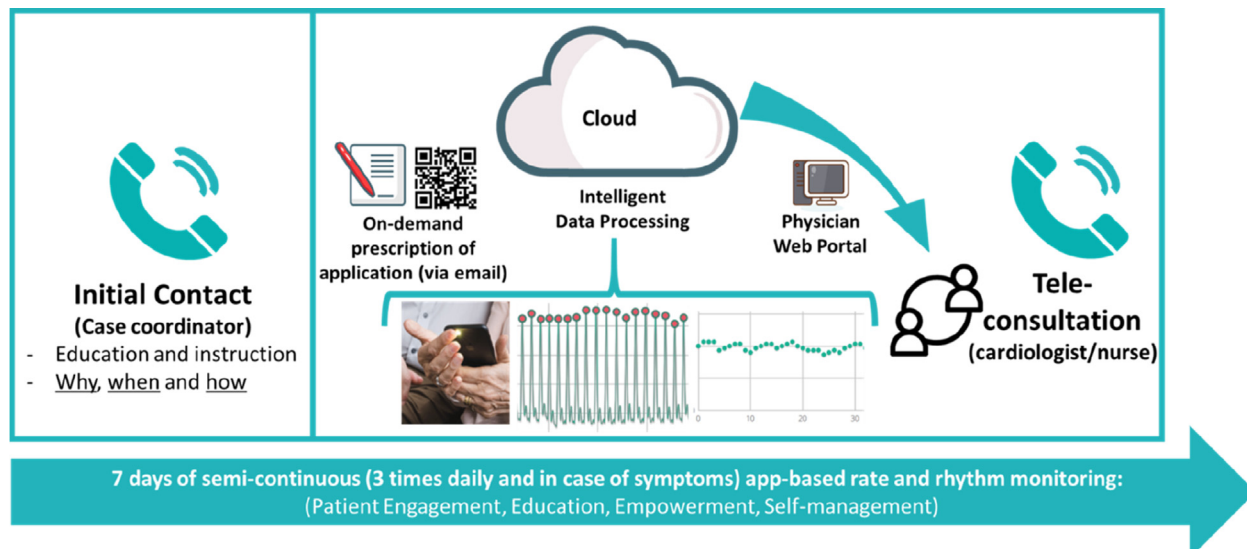 Initial Contact
(Case coordinator)
- Education and instruction
- Why, when and how
On-demand
prescription of
application (via email)
Cloud
Intelligent
Data Processing
Physician
Web Portal
0 10 20 30
Tele-
consultation
(cardiologist/nurse)
7 days of semi-continuous (3 times daily and in case of symptoms) app-based rate and rhythm monitoring:
(Patient Engagement, Education, Empowerment, Self-management)